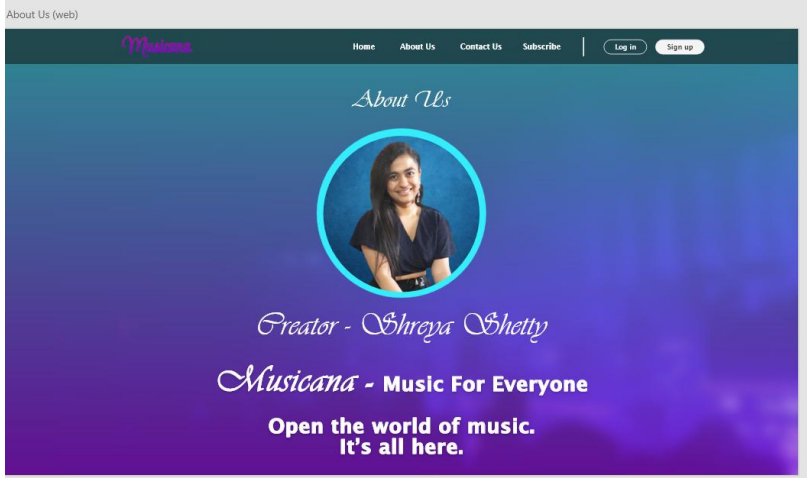 About Us (web)
Musicana Home About Us Contact Us Subscribe Log in Sign up
About Us
Creator - Shreya Shetty
Musicana - Music For Everyone
Open the world of music.
It's all here.